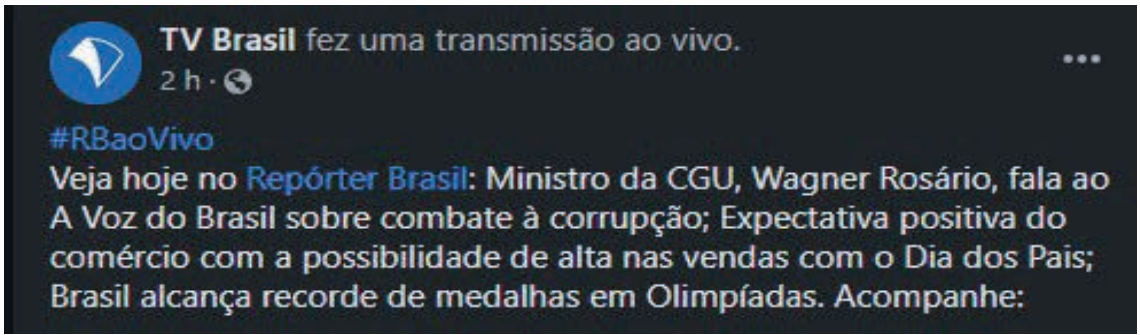 TV Brasil fez uma transmissão ao vivo.
2 h ·
#RBaoVivo
Veja hoje no Repórter Brasil: Ministro da CGU, Wagner Rosário, fala ao
A Voz do Brasil sobre combate à corrupção; Expectativa positiva do
comércio com a possibilidade de alta nas vendas com o Dia dos Pais;
Brasil alcança recorde de medalhas em Olimpíadas. Acompanhe: